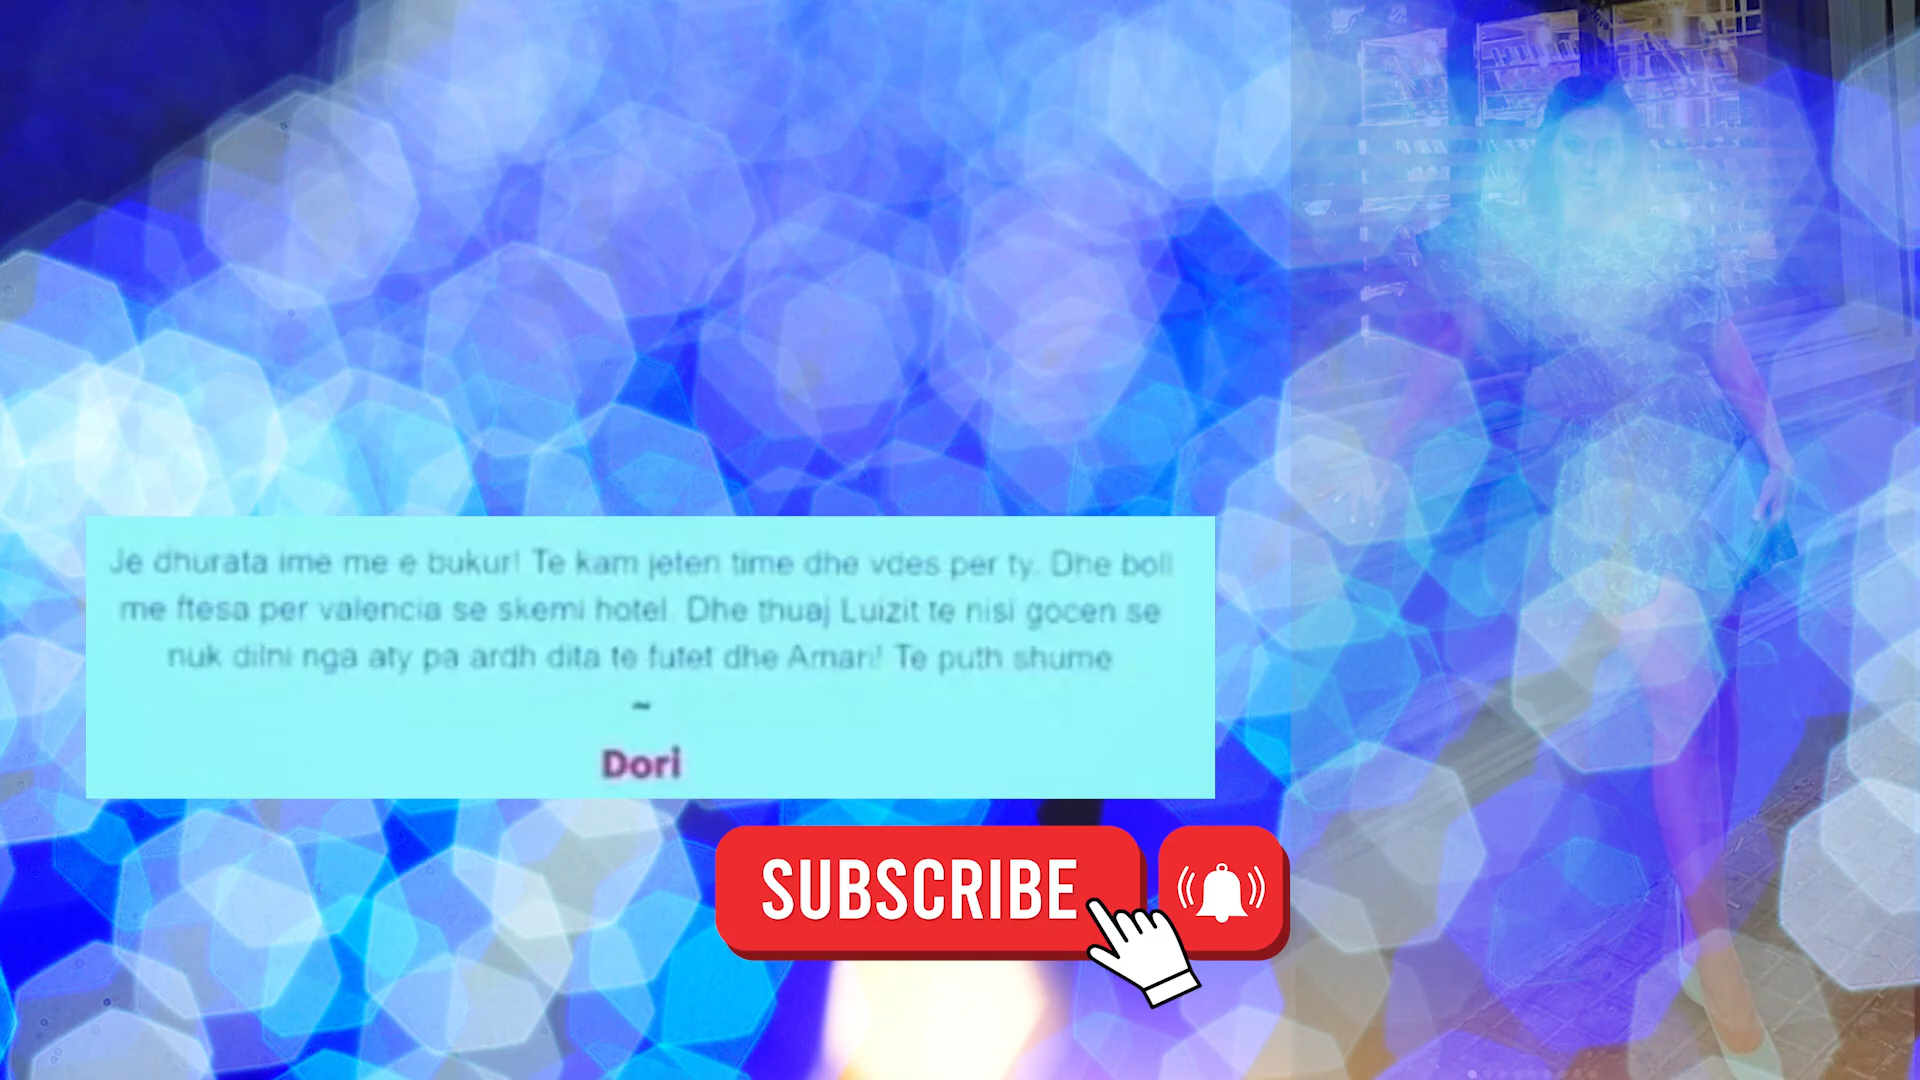 Je dhurata ime me e bukur! Te kam jeten time dhe vdes per ty. Dhe boll
me ftesa per valencia se skemi hotel. Dhe thuaj Luizit te nisi gocen se
nuk dilni nga aty pa ardh dita te futet dhe Arnari! Te puth shume
~
Dori
SUBSCRIBE